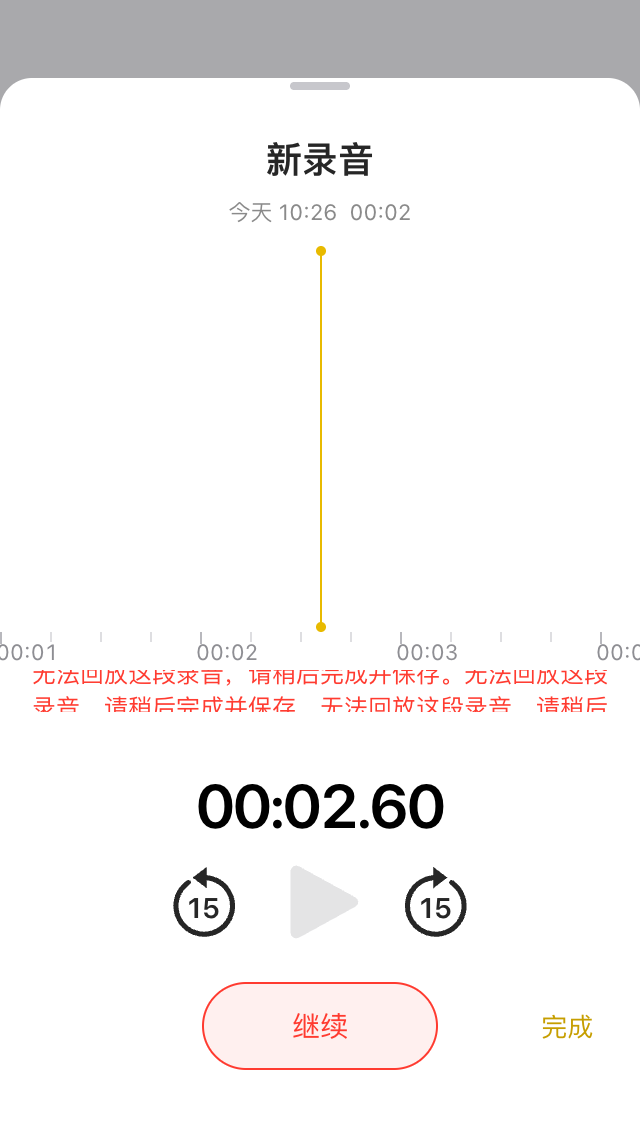 新录音
今天 10:26 00:02
00:01 00:02 00:03
无法回放这段录音，请稍后完成并保存。无法回放这段
录音，请稍后完成并保存。无法回放这段录音，请稍后
00:02.60
15 15
继续 完成